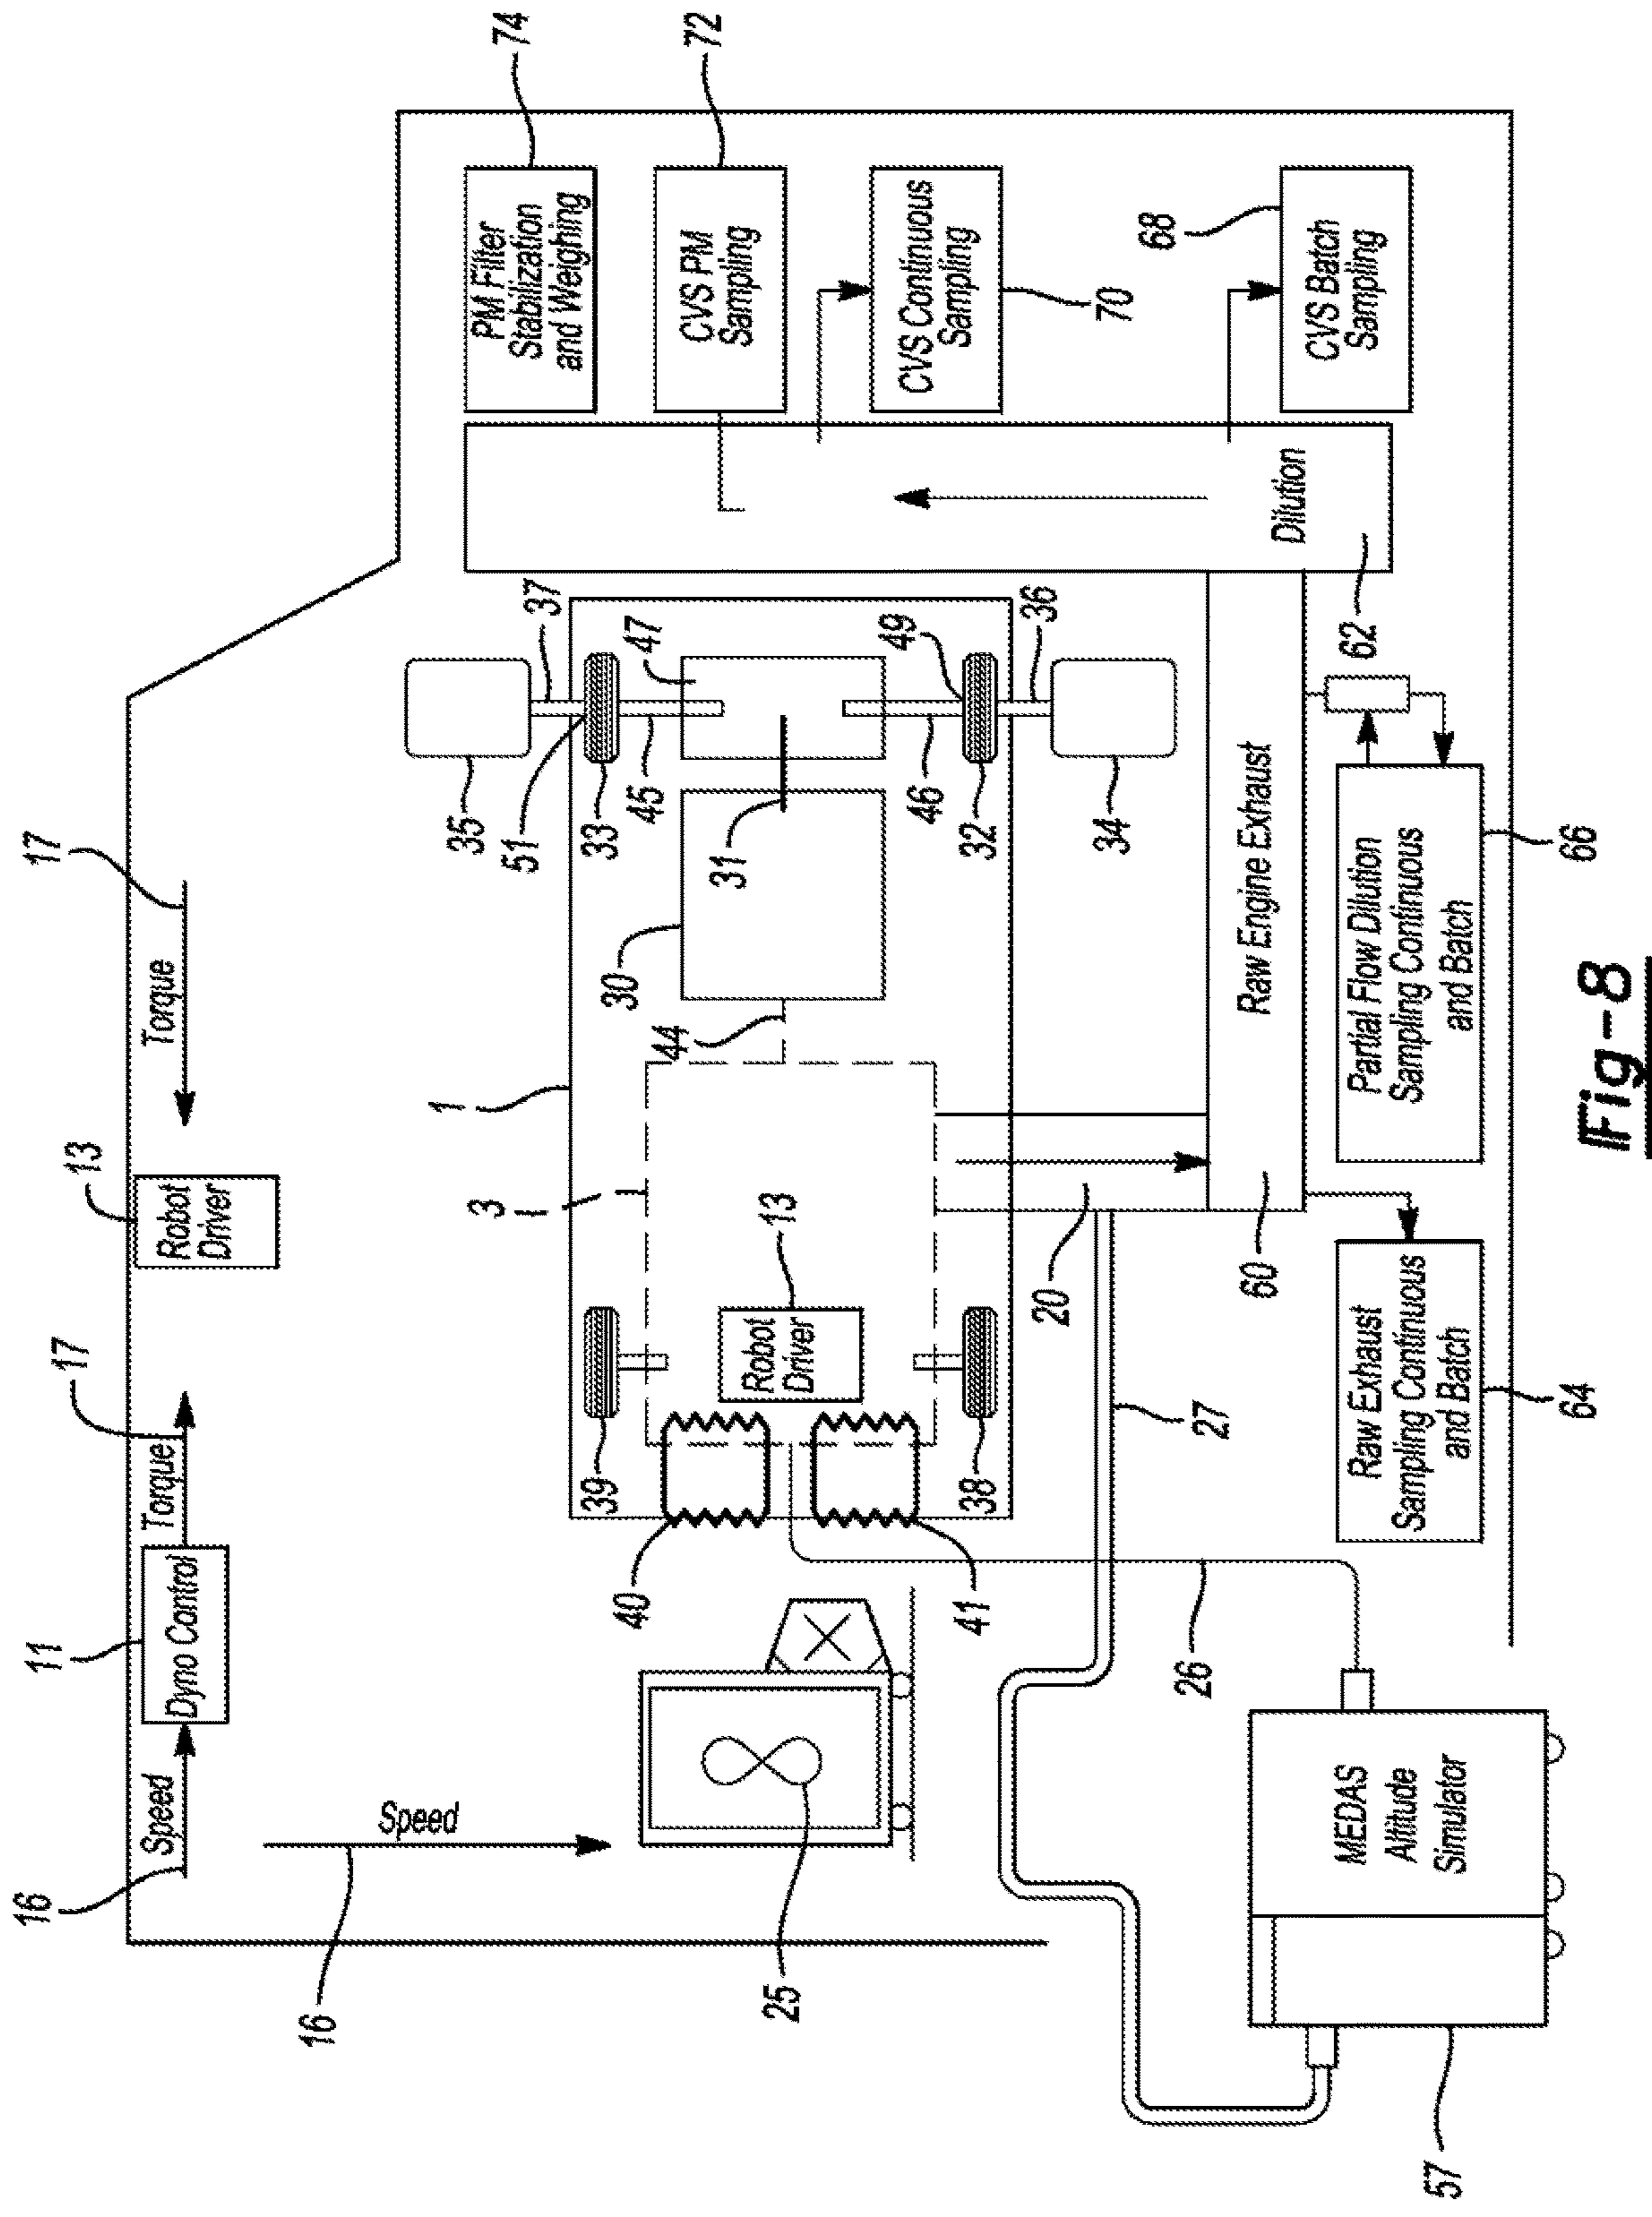 16
Speed
11
Dyno Control
Torque
17
13
Robot
Driver
Torque
17
16
Speed
25
1
3
13
Robot
Driver
39
38
40
41
44
30
31
35
37
51
33
45
47
49
46
32
36
34
20
27
26
60
Raw Engine Exhaust
62
Dilution
74
PM Filter
Stabilization
and Weighing
72
CVS PM
Sampling
CVS Continuous
Sampling
70
68
CVS Batch
Sampling
MEDAS
Altitude
Simulator
57
Raw Exhaust
Sampling Continuous
and Batch
64
Partial Flow Dilution
Sampling Continuous
and Batch
66
Fig-8